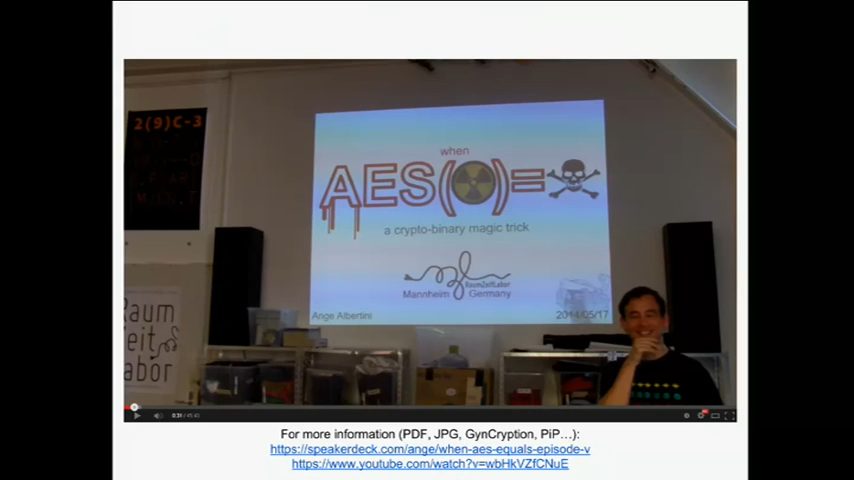 2(9)C-3
when
AES(☢)=☠
a crypto-binary magic trick
RaumZeitLabor
Mannheim Germany
Ange Albertini
2014/05/17
Raum
Zeit
Labor
0:31
For more information (PDF, JPG, GynCryption, PiP…):
https://speakerdeck.com/ange/when-aes-equals-episode-v
https://www.youtube.com/watch?v=wbHkVZfCNuE